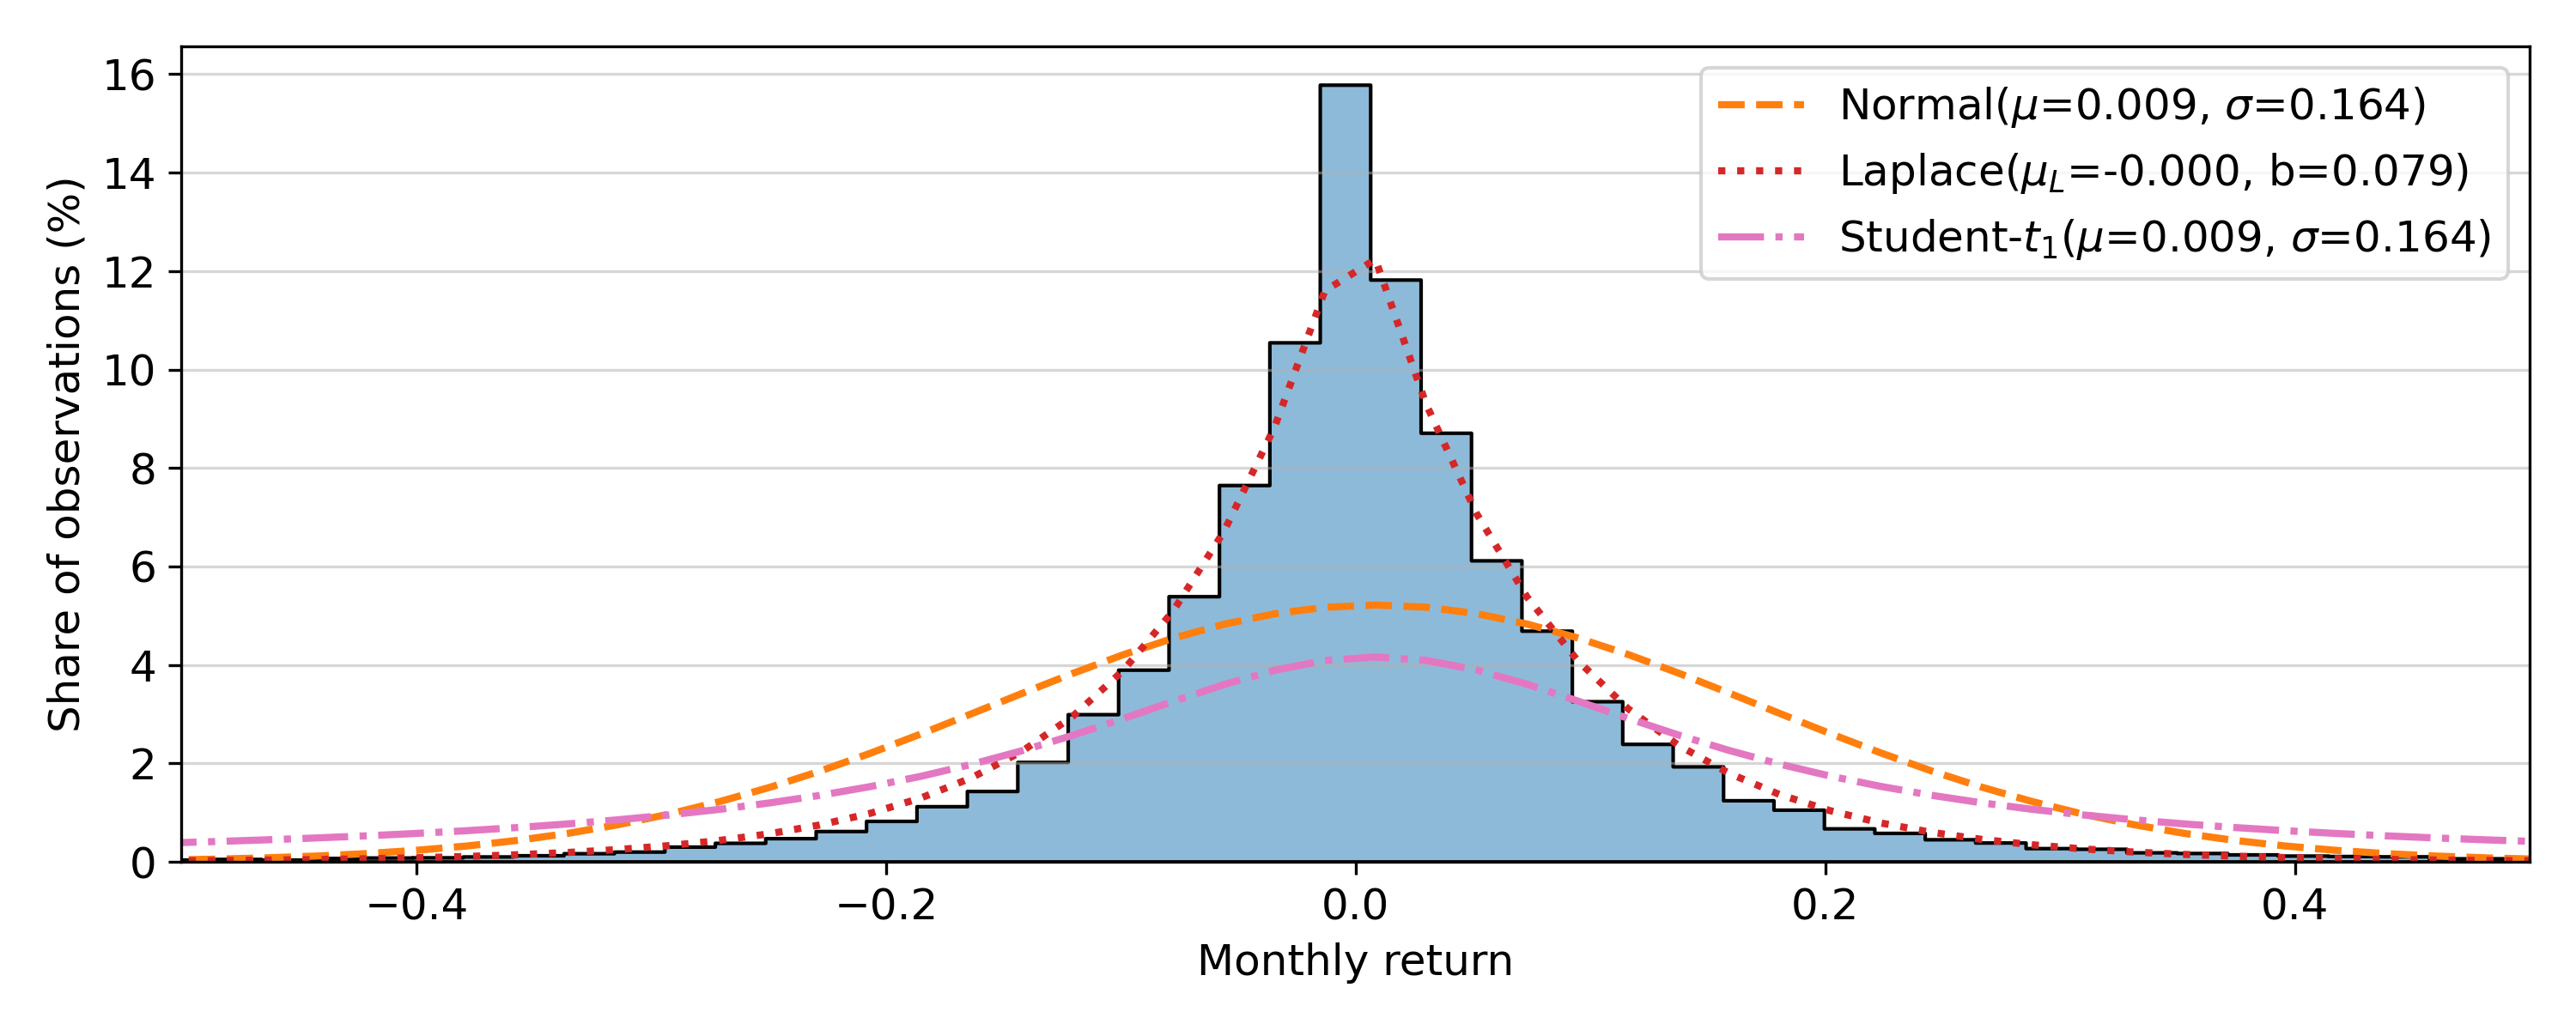 Share of observations (%)
16
14
12
10
8
6
4
2
0
Normal(μ=0.009, σ=0.164)
Laplace(μL=-0.000, b=0.079)
Student-t1(μ=0.009, σ=0.164)
−0.4 −0.2 0.0 0.2 0.4
Monthly return